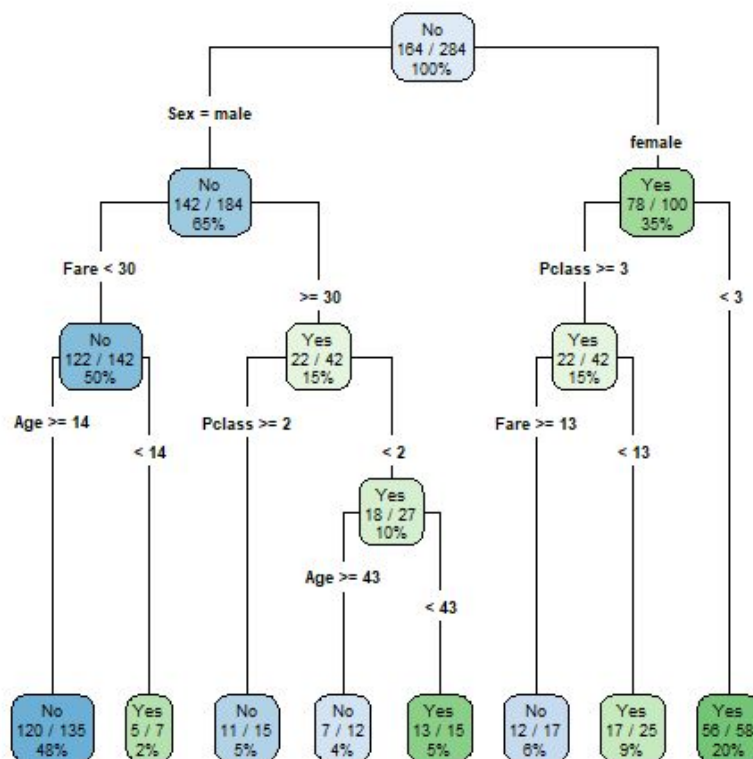 No
164 / 284
100%
Sex = male
female
No
142 / 184
65%
Yes
78 / 100
35%
Fare < 30
>= 30
Pclass >= 3
< 3
No
122 / 142
50%
Yes
22 / 42
15%
Yes
22 / 42
15%
Age >= 14
< 14
Pclass >= 2
< 2
Fare >= 13
< 13
Yes
18 / 27
10%
Age >= 43
< 43
No
120 / 135
48%
Yes
5 / 7
2%
No
11 / 15
5%
No
7 / 12
4%
Yes
13 / 15
5%
No
12 / 17
6%
Yes
17 / 25
9%
Yes
56 / 58
20%